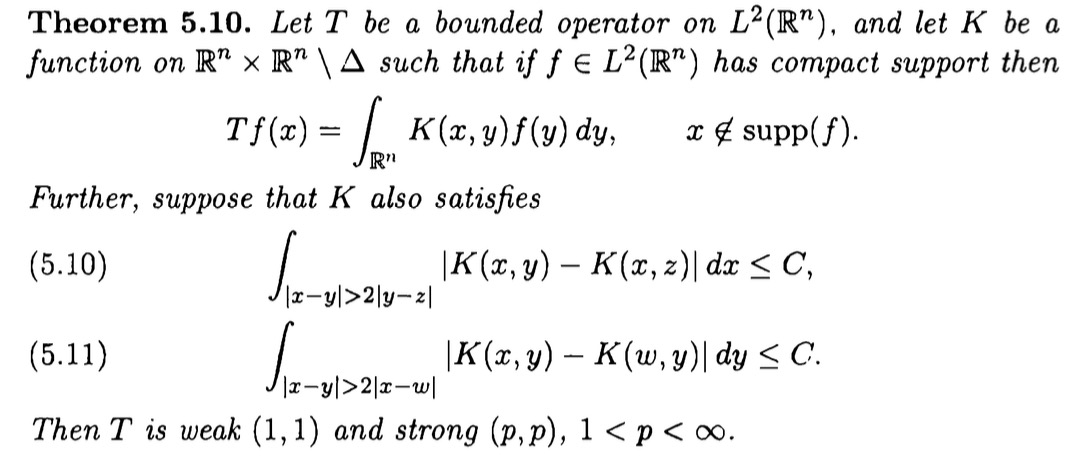 Theorem 5.10. Let T be a bounded operator on L²(ℝⁿ), and let K be a
function on ℝⁿ × ℝⁿ \ Δ such that if f ∈ L²(ℝⁿ) has compact support then
Tf(x) = ∫_{ℝⁿ} K(x, y)f(y) dy, x ∉ supp(f).
Further, suppose that K also satisfies
(5.10) ∫_{|x−y|>2|y−z|} |K(x, y) − K(x, z)| dx ≤ C,
(5.11) ∫_{|x−y|>2|x−w|} |K(x, y) − K(w, y)| dy ≤ C.
Then T is weak (1, 1) and strong (p, p), 1 < p < ∞.